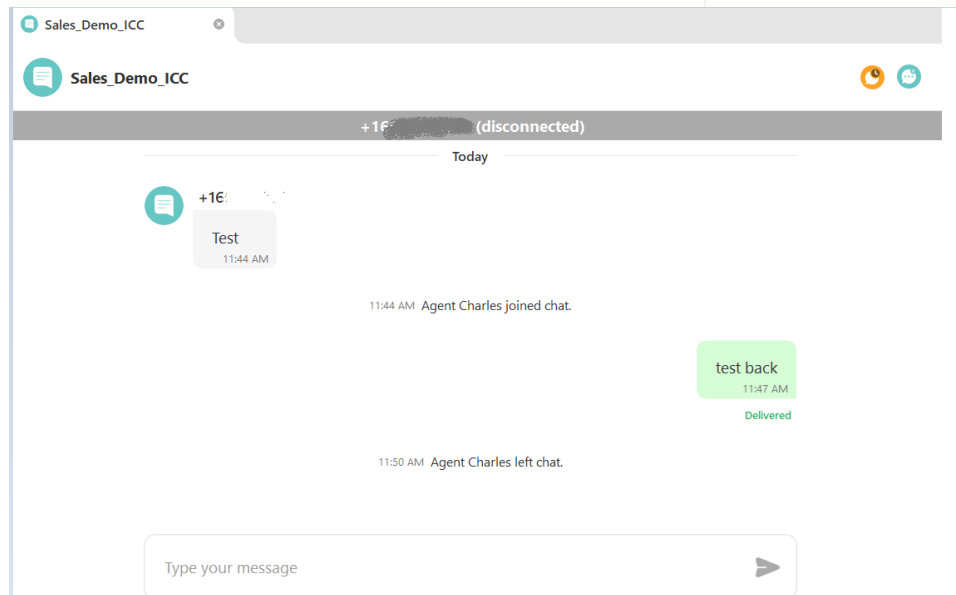 Sales_Demo_ICC
Sales_Demo_ICC
(disconnected)
Today
+16
Test
11:44 AM
11:44 AM Agent Charles joined chat.
test back
11:47 AM
Delivered
11:50 AM Agent Charles left chat.
Type your message